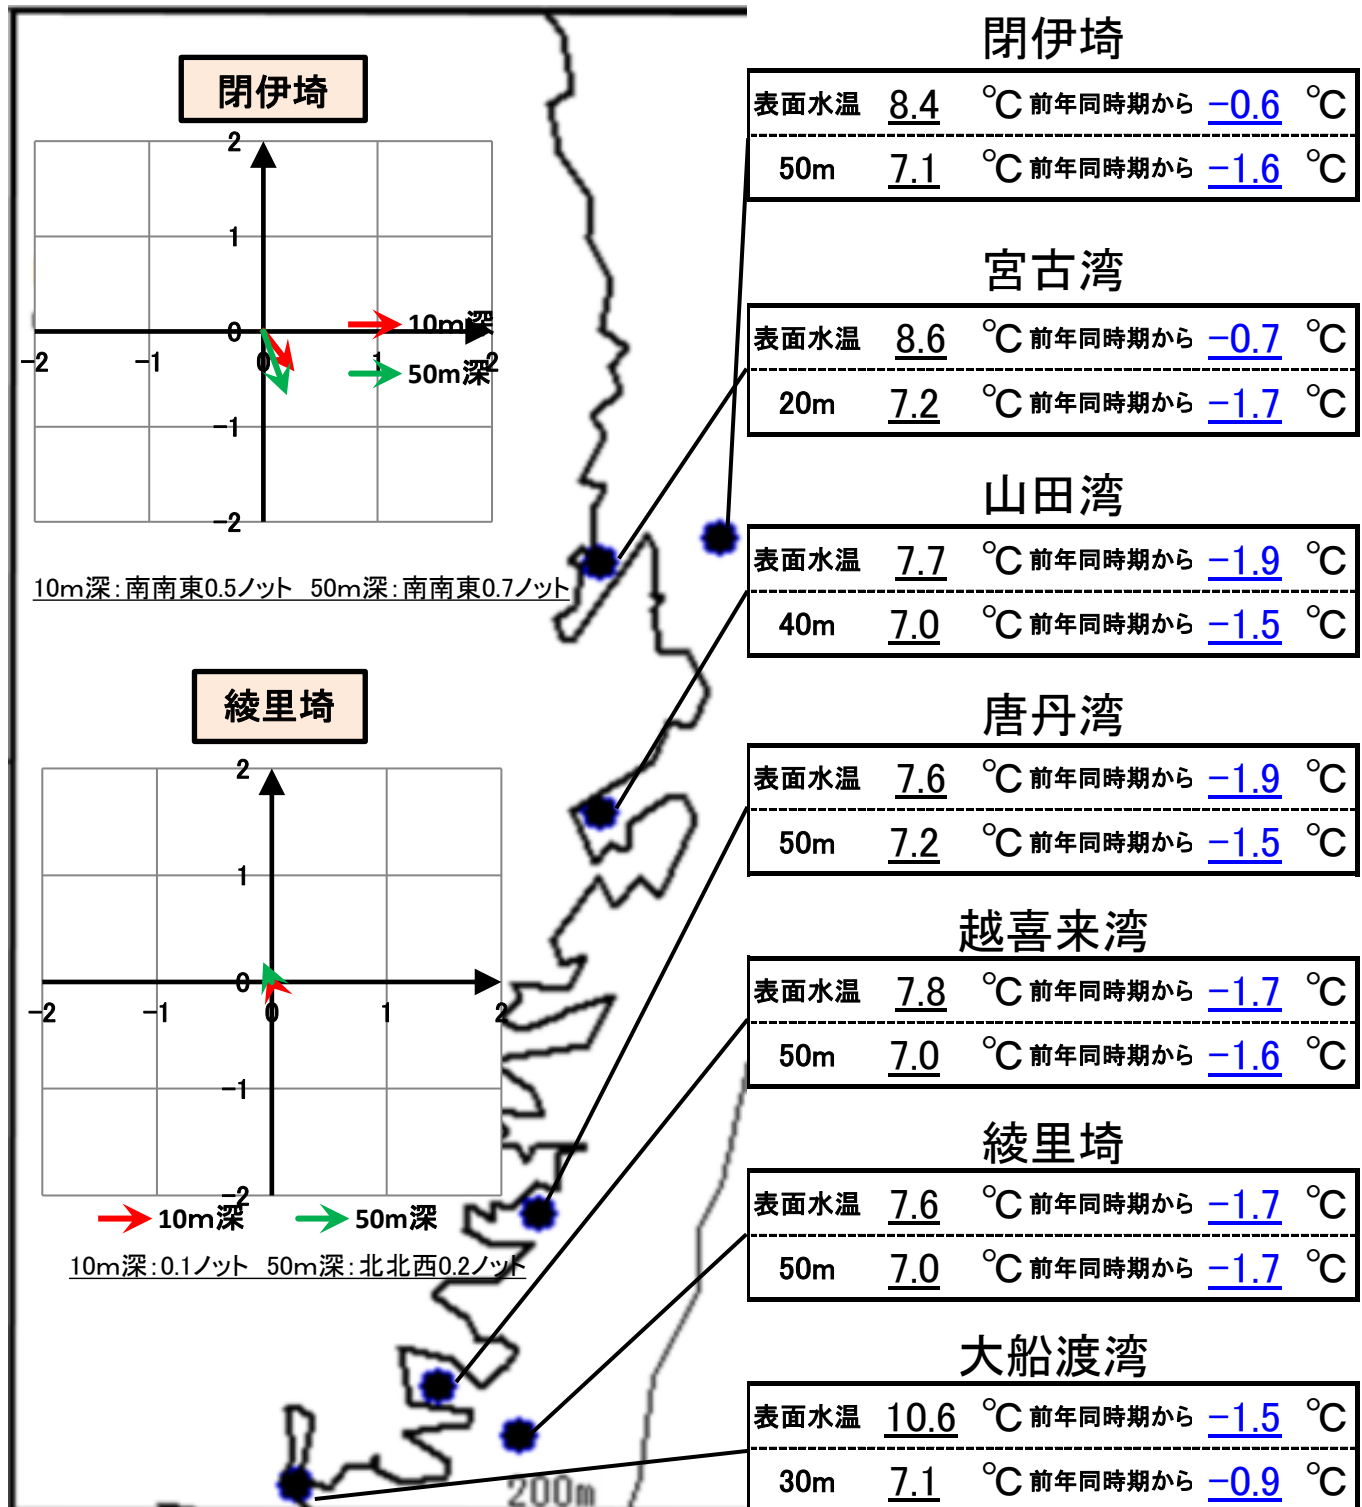 閉伊埼
2
1
0
-2
-1
0
1
2
-1
-2
10m深
50m深
10m深：南南東0.5ノット 50m深：南南東0.7ノット
綾里埼
2
1
0
-2
-1
0
1
2
-1
-2
10m深 50m深
10m深：0.1ノット 50m深：北北西0.2ノット
200m
閉伊埼
表面水温 8.4 ℃ 前年同時期から -0.6 ℃
50m 7.1 ℃ 前年同時期から -1.6 ℃
宮古湾
表面水温 8.6 ℃ 前年同時期から -0.7 ℃
20m 7.2 ℃ 前年同時期から -1.7 ℃
山田湾
表面水温 7.7 ℃ 前年同時期から -1.9 ℃
40m 7.0 ℃ 前年同時期から -1.5 ℃
唐丹湾
表面水温 7.6 ℃ 前年同時期から -1.9 ℃
50m 7.2 ℃ 前年同時期から -1.5 ℃
越喜来湾
表面水温 7.8 ℃ 前年同時期から -1.7 ℃
50m 7.0 ℃ 前年同時期から -1.6 ℃
綾里埼
表面水温 7.6 ℃ 前年同時期から -1.7 ℃
50m 7.0 ℃ 前年同時期から -1.7 ℃
大船渡湾
表面水温 10.6 ℃ 前年同時期から -1.5 ℃
30m 7.1 ℃ 前年同時期から -0.9 ℃